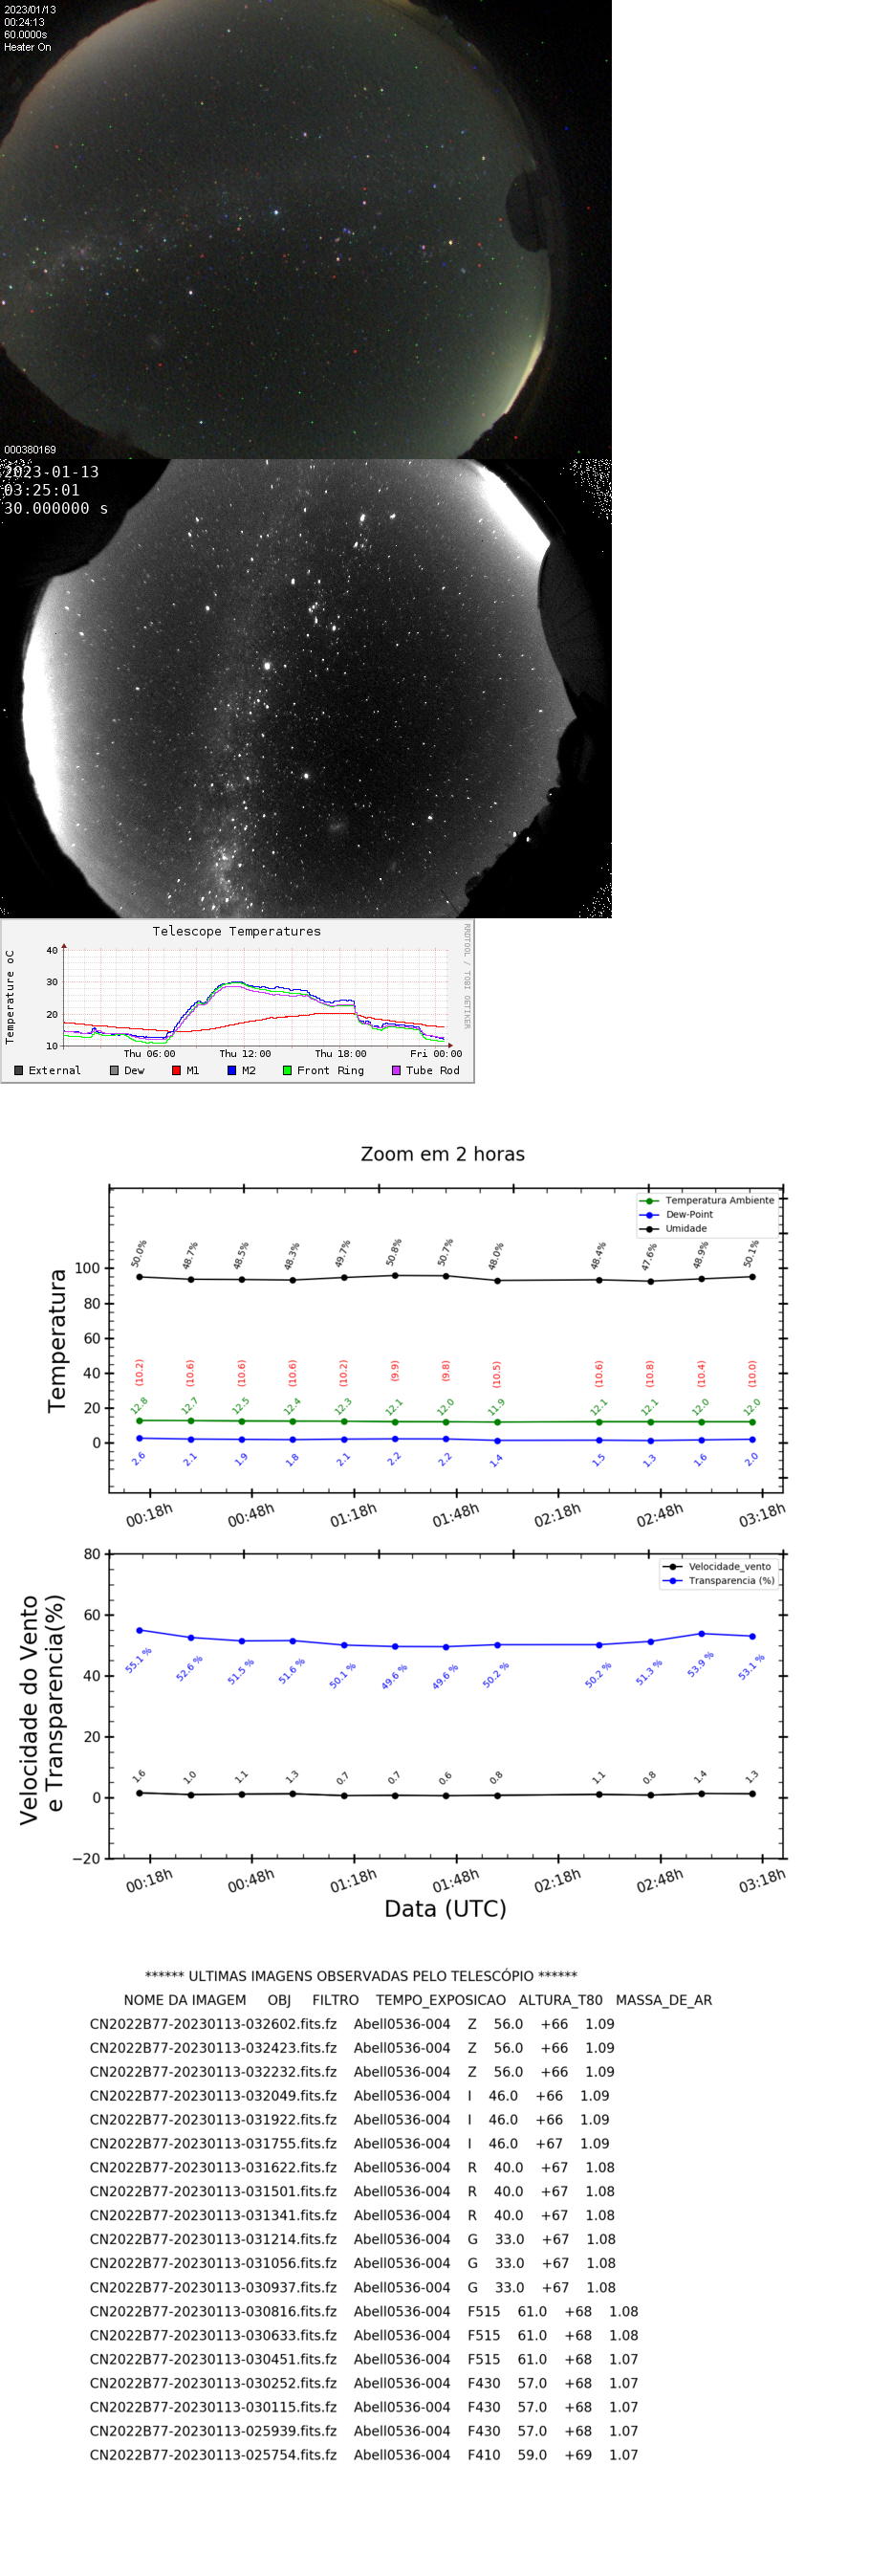 2023/01/13
00:24:13
60.0000s
Heater On
000380169
2023-01-13
03:25:01
30.000000 s
Telescope Temperatures
RRDTOOL / TOBI OETIKER
Temperature oC
40
30
20
10
Thu 06:00 Thu 12:00 Thu 18:00 Fri 00:00
External Dew M1 M2 Front Ring Tube Rod
Zoom em 2 horas
Temperatura Ambiente
Dew-Point
Umidade
Temperatura
100
80
60
40
20
0
50.0% 48.7% 48.5% 48.3% 49.7% 50.8% 50.7% 48.0% 48.4% 47.6% 48.9% 50.1%
(10.2) (10.6) (10.6) (10.6) (10.2) (9.9) (9.8) (10.5) (10.6) (10.8) (10.4) (10.0)
12.8 12.7 12.5 12.4 12.3 12.1 12.0 11.9 12.1 12.1 12.0 12.0
2.6 2.1 1.9 1.8 2.1 2.2 2.2 1.4 1.5 1.3 1.6 2.0
00:18h 00:48h 01:18h 01:48h 02:18h 02:48h 03:18h
Velocidade_vento
Transparencia (%)
Velocidade do Vento
e Transparencia(%)
80
60
40
20
0
−20
55.1 % 52.6 % 51.5 % 51.6 % 50.1 % 49.6 % 49.6 % 50.2 % 50.2 % 51.3 % 53.9 % 53.1 %
1.6 1.0 1.1 1.3 0.7 0.7 0.6 0.8 1.1 0.8 1.4 1.3
00:18h 00:48h 01:18h 01:48h 02:18h 02:48h 03:18h
Data (UTC)
****** ULTIMAS IMAGENS OBSERVADAS PELO TELESCÓPIO ******
NOME DA IMAGEM OBJ FILTRO TEMPO_EXPOSICAO ALTURA_T80 MASSA_DE_AR
CN2022B77-20230113-032602.fits.fz Abell0536-004 Z 56.0 +66 1.09
CN2022B77-20230113-032423.fits.fz Abell0536-004 Z 56.0 +66 1.09
CN2022B77-20230113-032232.fits.fz Abell0536-004 Z 56.0 +66 1.09
CN2022B77-20230113-032049.fits.fz Abell0536-004 I 46.0 +66 1.09
CN2022B77-20230113-031922.fits.fz Abell0536-004 I 46.0 +66 1.09
CN2022B77-20230113-031755.fits.fz Abell0536-004 I 46.0 +67 1.09
CN2022B77-20230113-031622.fits.fz Abell0536-004 R 40.0 +67 1.08
CN2022B77-20230113-031501.fits.fz Abell0536-004 R 40.0 +67 1.08
CN2022B77-20230113-031341.fits.fz Abell0536-004 R 40.0 +67 1.08
CN2022B77-20230113-031214.fits.fz Abell0536-004 G 33.0 +67 1.08
CN2022B77-20230113-031056.fits.fz Abell0536-004 G 33.0 +67 1.08
CN2022B77-20230113-030937.fits.fz Abell0536-004 G 33.0 +67 1.08
CN2022B77-20230113-030816.fits.fz Abell0536-004 F515 61.0 +68 1.08
CN2022B77-20230113-030633.fits.fz Abell0536-004 F515 61.0 +68 1.08
CN2022B77-20230113-030451.fits.fz Abell0536-004 F515 61.0 +68 1.07
CN2022B77-20230113-030252.fits.fz Abell0536-004 F430 57.0 +68 1.07
CN2022B77-20230113-030115.fits.fz Abell0536-004 F430 57.0 +68 1.07
CN2022B77-20230113-025939.fits.fz Abell0536-004 F430 57.0 +68 1.07
CN2022B77-20230113-025754.fits.fz Abell0536-004 F410 59.0 +69 1.07